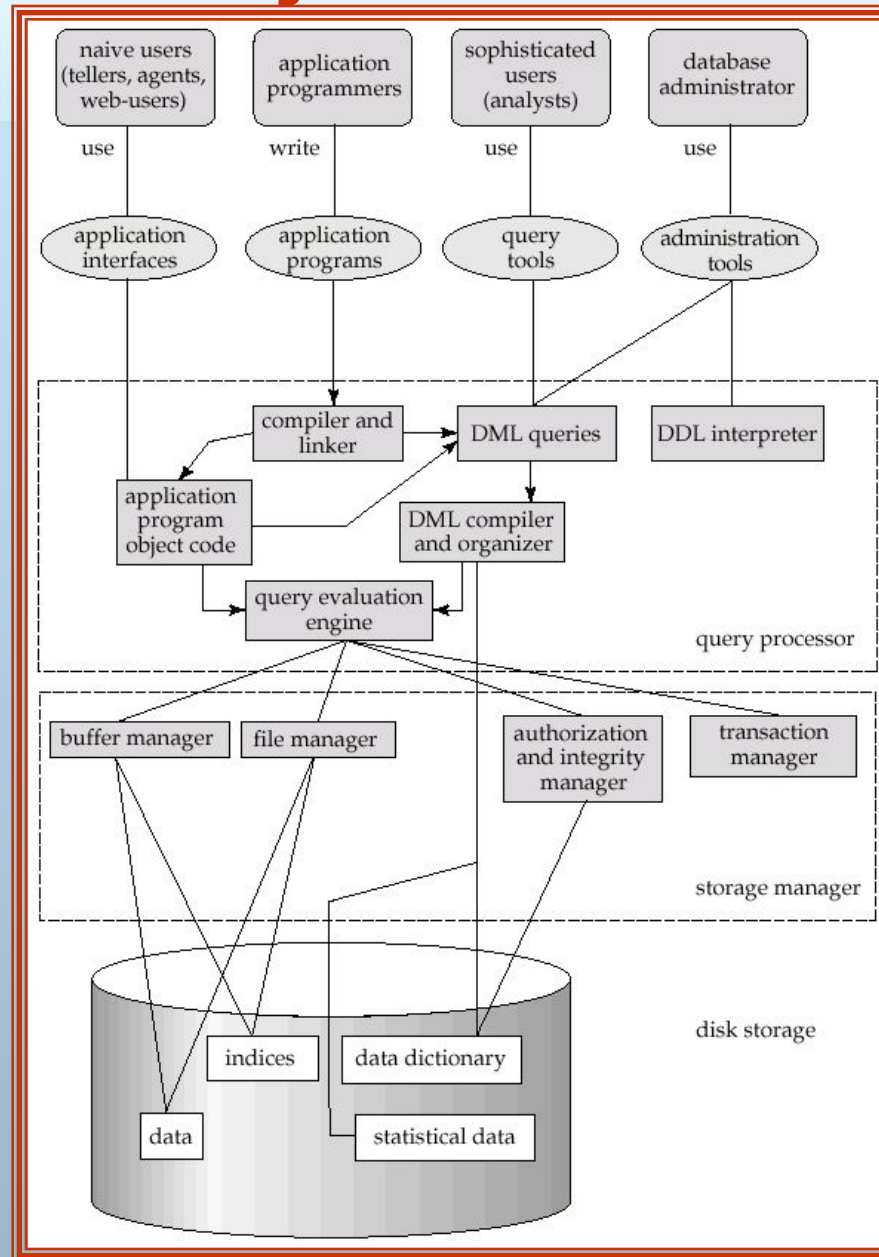 naive users
(tellers, agents,
web-users)
application
programmers
sophisticated
users
(analysts)
database
administrator
use
write
use
use
application
interfaces
application
programs
query
tools
administration
tools
compiler and
linker
DML queries
DDL interpreter
application
program
object code
DML compiler
and organizer
query evaluation
engine
query processor
buffer manager
file manager
authorization
and integrity
manager
transaction
manager
storage manager
disk storage
indices
data dictionary
data
statistical data